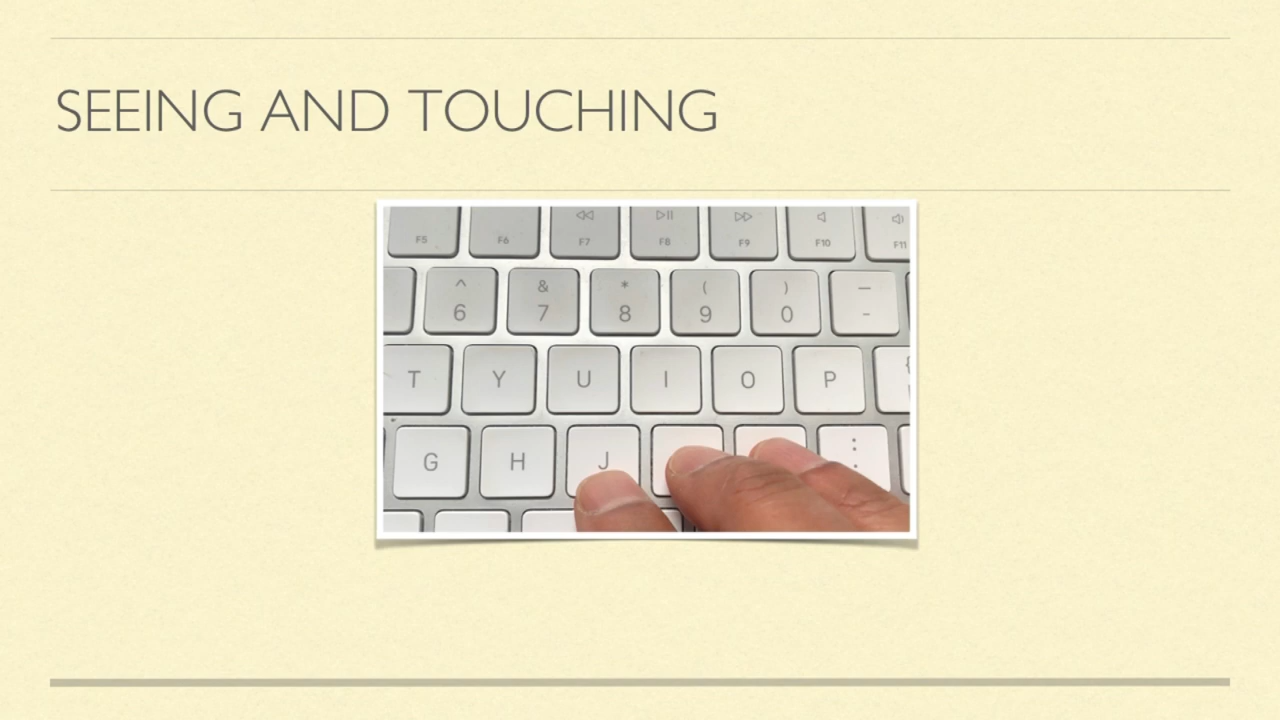 SEEING AND TOUCHING
F5 F6 F7 F8 F9 F10 F11
^ & * ( ) —
6 7 8 9 0 -
T Y U I O P {
G H J :